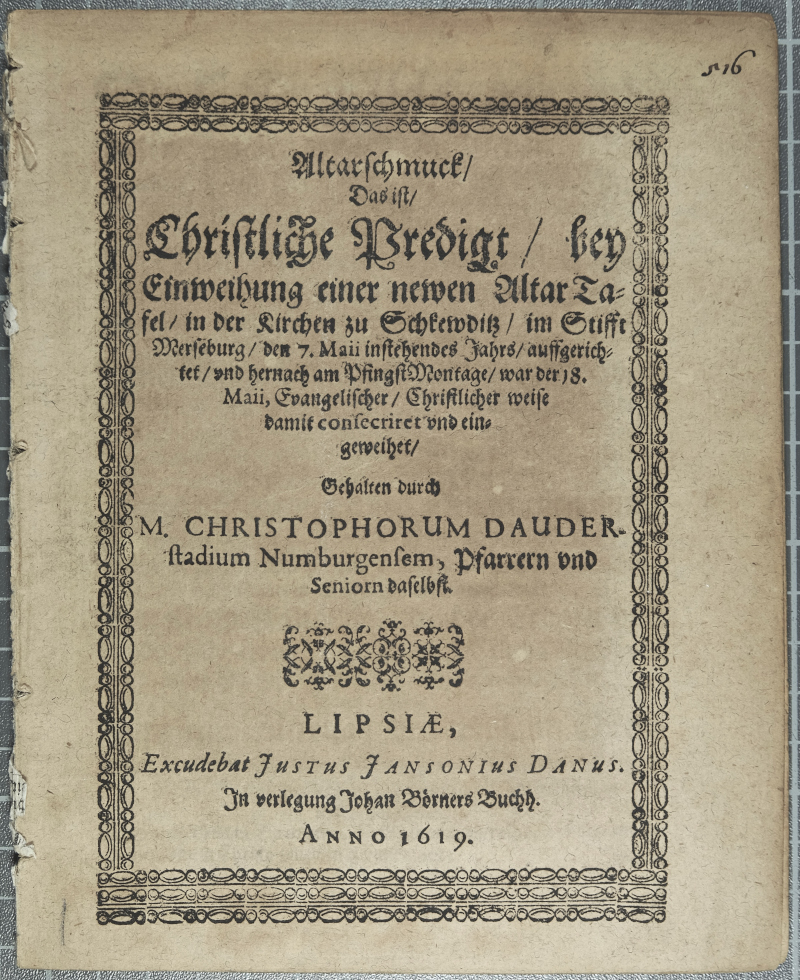 516
Altarschmuck/
Das ist/
Christliche Predigt / bey
Einweihung einer newen Altar Ta-
fel/ in der Kirchen zu Schkewditz/ im Stifft
Merseburg/ den 7. Maii instehendes Jahrs/ auffgerich-
tet/ vnd hernach am PfingstMontage/ war der 18.
Maii, Evangelischer/ Christlicher weise
damit consecriret vnd ein-
geweihet/
Gehalten durch
M. CHRISTOPHORUM DAUDER-
stadium Numburgensem, Pfarrern vnd
Seniorn daselbst.
LIPSIÆ,
Excudebat JUSTUS JANSONIUS DANUS.
In verlegung Johan Börners Buchh.
ANNO 1619.